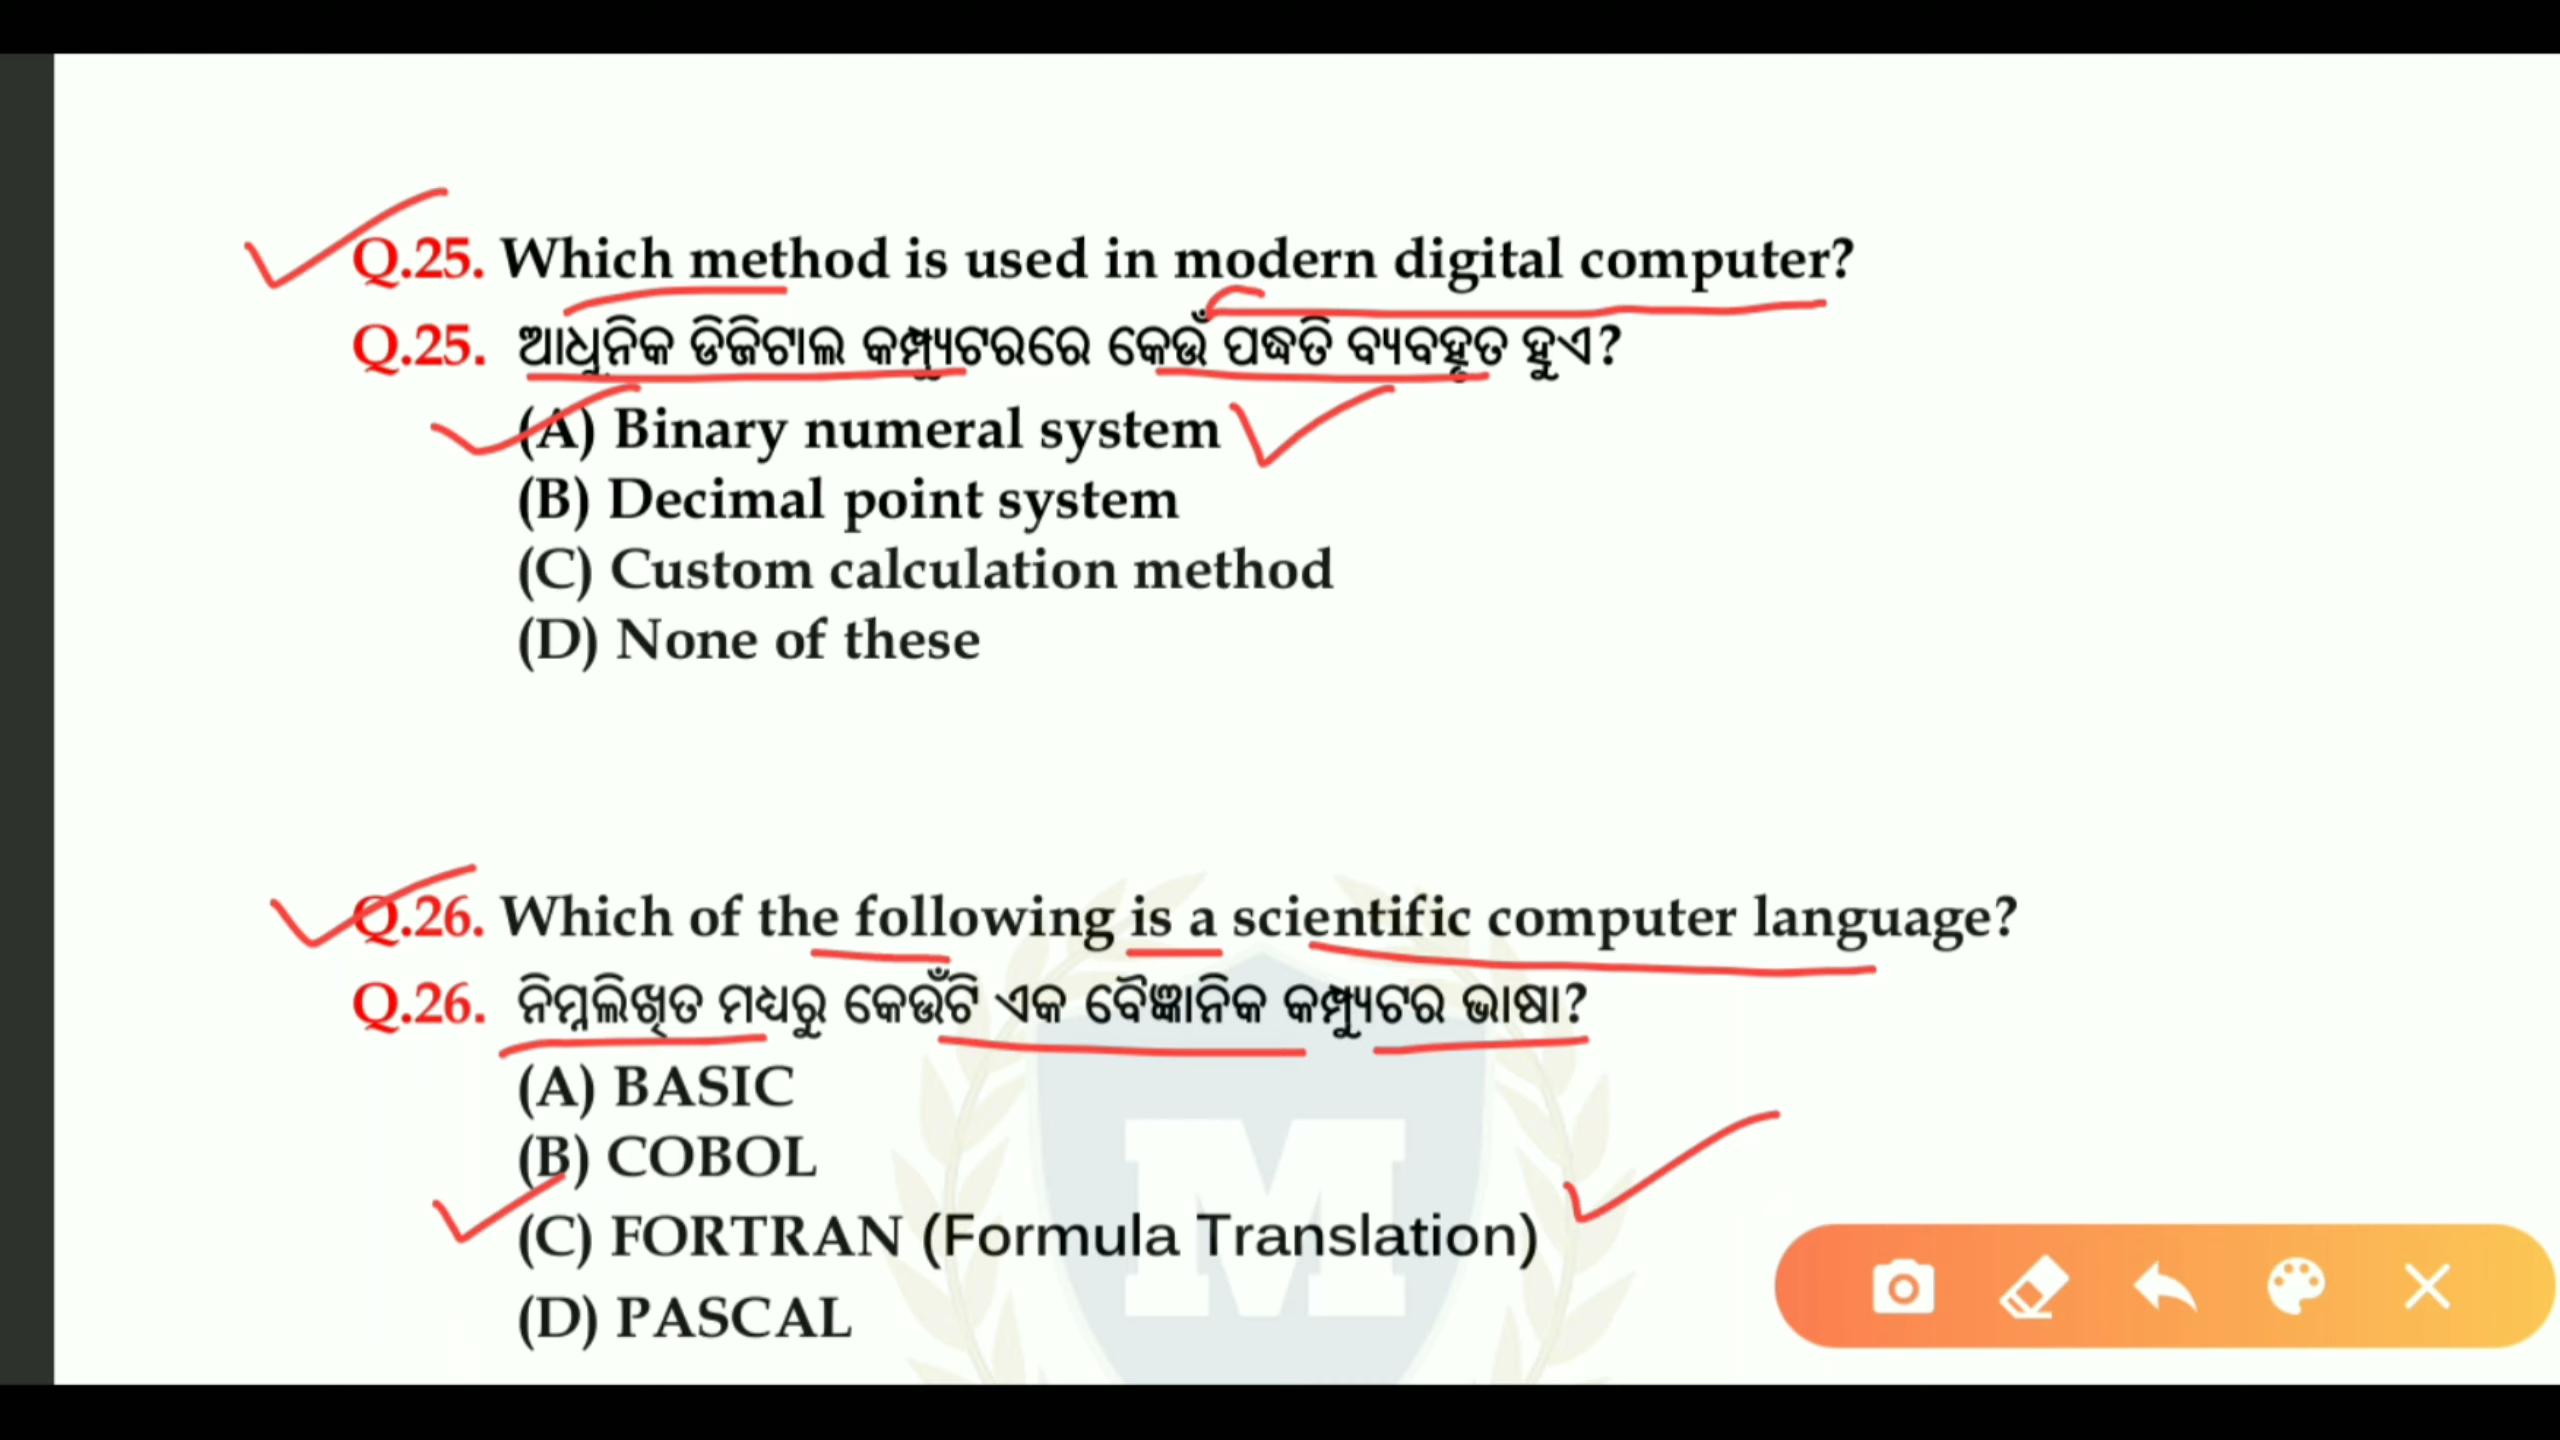 Q.25. Which method is used in modern digital computer?
Q.25. ଆଧୁନିକ ଡିଜିଟାଲ କମ୍ପ୍ୟୁଟରରେ କେଉଁ ପଦ୍ଧତି ବ୍ୟବହୃତ ହୁଏ?
(A) Binary numeral system
(B) Decimal point system
(C) Custom calculation method
(D) None of these
Q.26. Which of the following is a scientific computer language?
Q.26. ନିମ୍ନଲିଖିତ ମଧ୍ୟରୁ କେଉଁଟି ଏକ ବୈଜ୍ଞାନିକ କମ୍ପ୍ୟୁଟର ଭାଷା?
(A) BASIC
(B) COBOL
(C) FORTRAN (Formula Translation)
(D) PASCAL
M